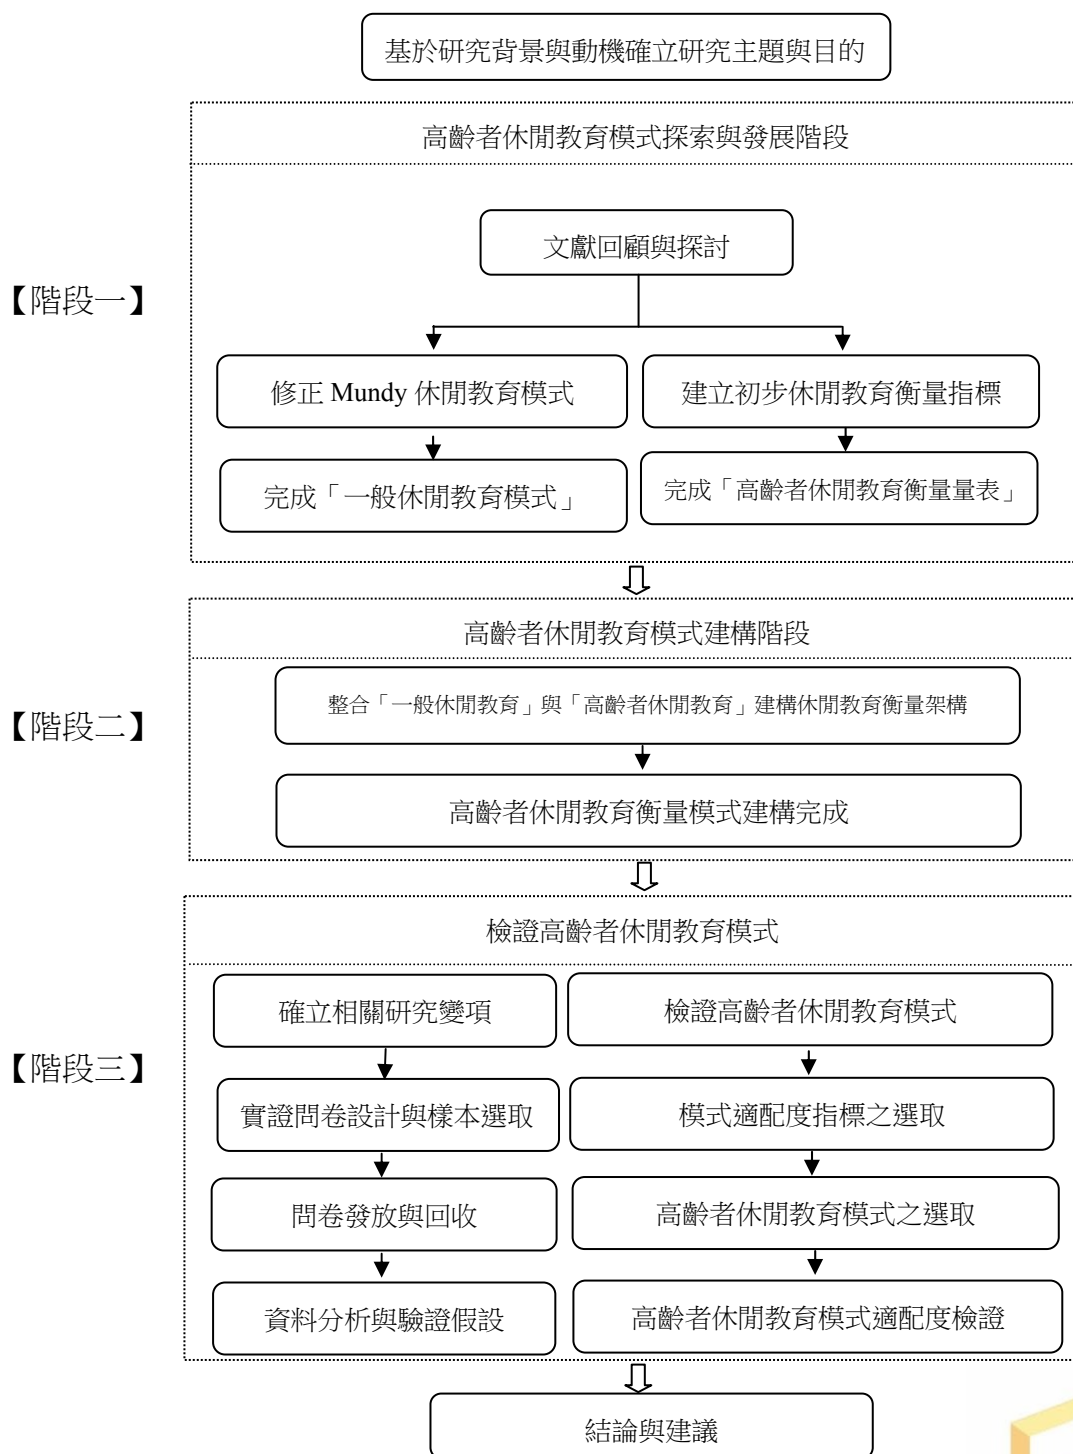 基於研究背景與動機確立研究主題與目的
高齡者休閒教育模式探索與發展階段
文獻回顧與探討
【階段一】
修正 Mundy 休閒教育模式
建立初步休閒教育衡量指標
完成「一般休閒教育模式」
完成「高齡者休閒教育衡量量表」
高齡者休閒教育模式建構階段
整合「一般休閒教育」與「高齡者休閒教育」建構休閒教育衡量架構
【階段二】
高齡者休閒教育衡量模式建構完成
檢證高齡者休閒教育模式
確立相關研究變項
檢證高齡者休閒教育模式
【階段三】
實證問卷設計與樣本選取
模式適配度指標之選取
問卷發放與回收
高齡者休閒教育模式之選取
資料分析與驗證假設
高齡者休閒教育模式適配度檢證
結論與建議